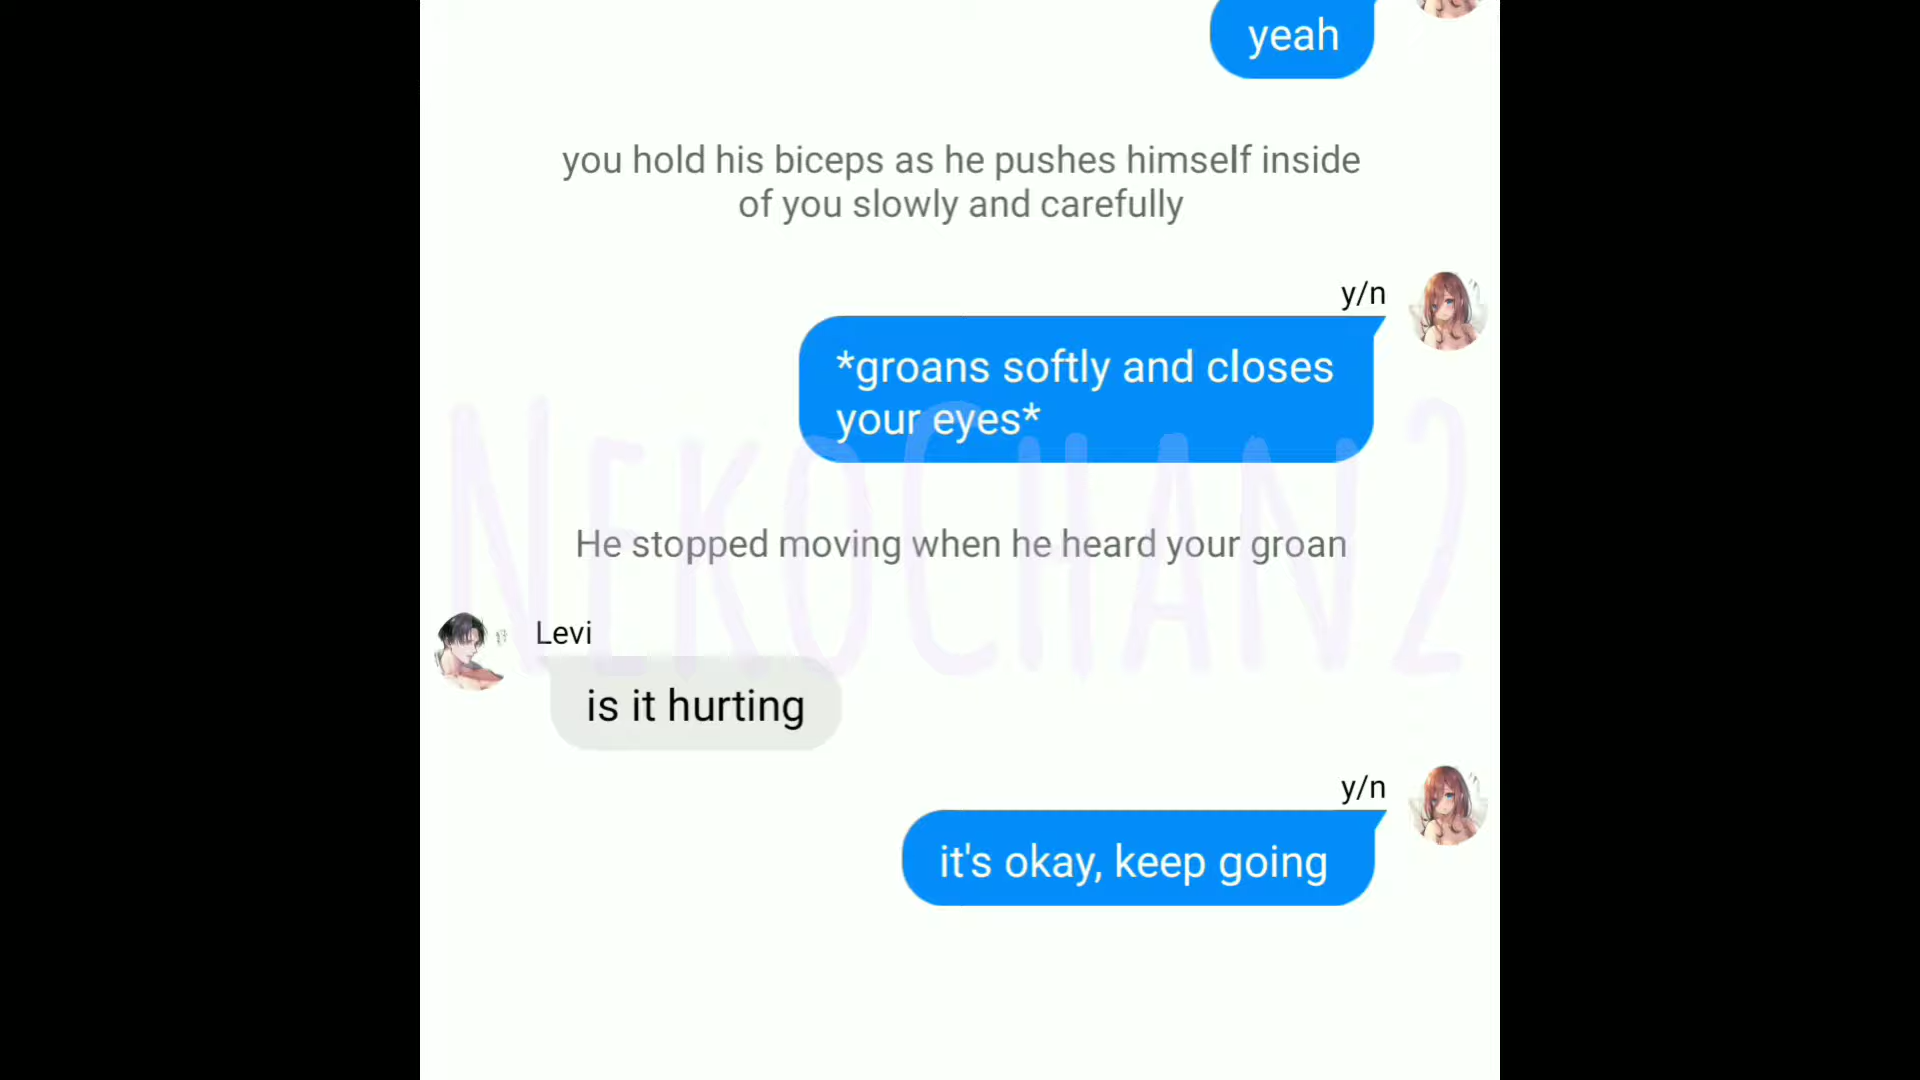 yeah
you hold his biceps as he pushes himself inside
of you slowly and carefully
y/n
*groans softly and closes
your eyes*
NEKOCHAN2
He stopped moving when he heard your groan
Levi
is it hurting
y/n
it's okay, keep going